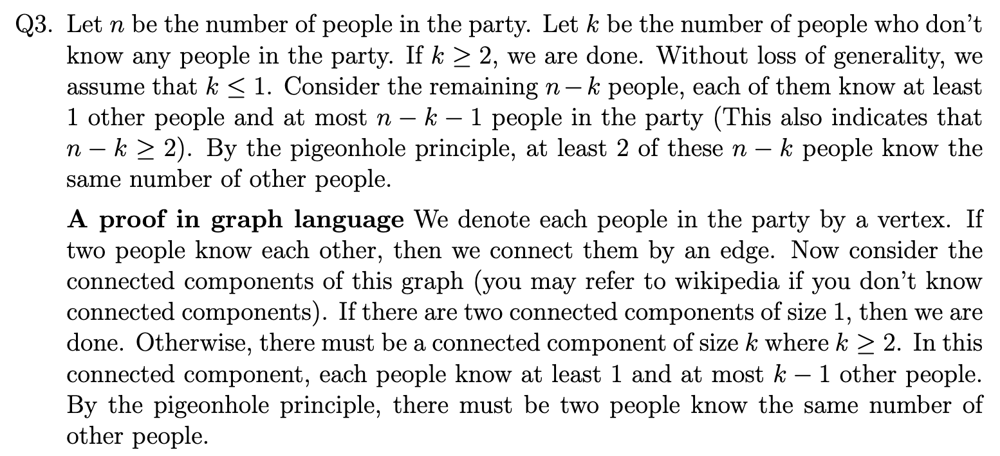 Q3. Let n be the number of people in the party. Let k be the number of people who don't
know any people in the party. If k ≥ 2, we are done. Without loss of generality, we
assume that k ≤ 1. Consider the remaining n − k people, each of them know at least
1 other people and at most n − k − 1 people in the party (This also indicates that
n − k ≥ 2). By the pigeonhole principle, at least 2 of these n − k people know the
same number of other people.
A proof in graph language We denote each people in the party by a vertex. If
two people know each other, then we connect them by an edge. Now consider the
connected components of this graph (you may refer to wikipedia if you don't know
connected components). If there are two connected components of size 1, then we are
done. Otherwise, there must be a connected component of size k where k ≥ 2. In this
connected component, each people know at least 1 and at most k − 1 other people.
By the pigeonhole principle, there must be two people know the same number of
other people.